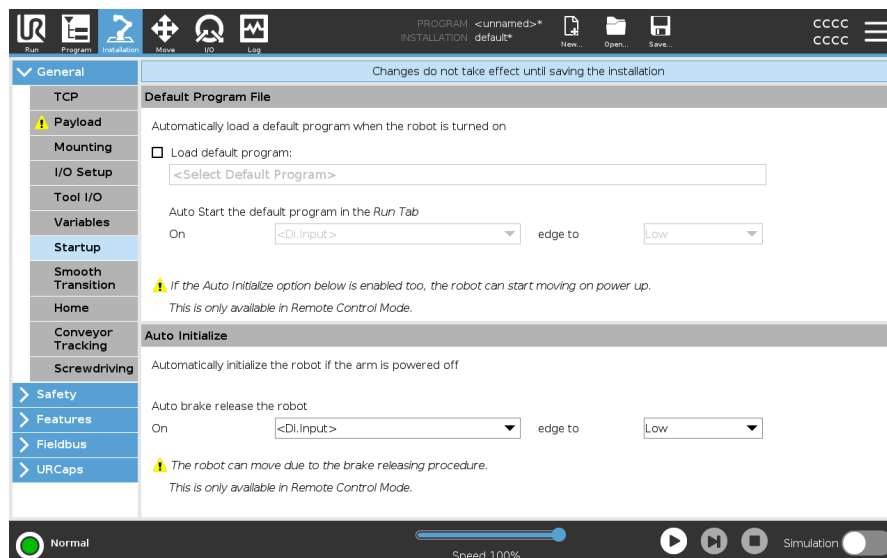 PROGRAM <unnamed>*
INSTALLATION default*
CCCC
CCCC
Run
Program
Installation
Move
I/O
Log
New...
Open...
Save...
General
Changes do not take effect until saving the installation
TCP
Payload
Mounting
I/O Setup
Tool I/O
Variables
Startup
Smooth
Transition
Home
Conveyor
Tracking
Screwdriving
Safety
Features
Fieldbus
URCaps
Default Program File
Automatically load a default program when the robot is turned on
Load default program:
<Select Default Program>
Auto Start the default program in the Run Tab
On <Di.Input> edge to Low
If the Auto Initialize option below is enabled too, the robot can start moving on power up.
This is only available in Remote Control Mode.
Auto Initialize
Automatically initialize the robot if the arm is powered off
Auto brake release the robot
On <Di.Input> edge to Low
The robot can move due to the brake releasing procedure.
This is only available in Remote Control Mode.
Normal
Speed 100%
Simulation